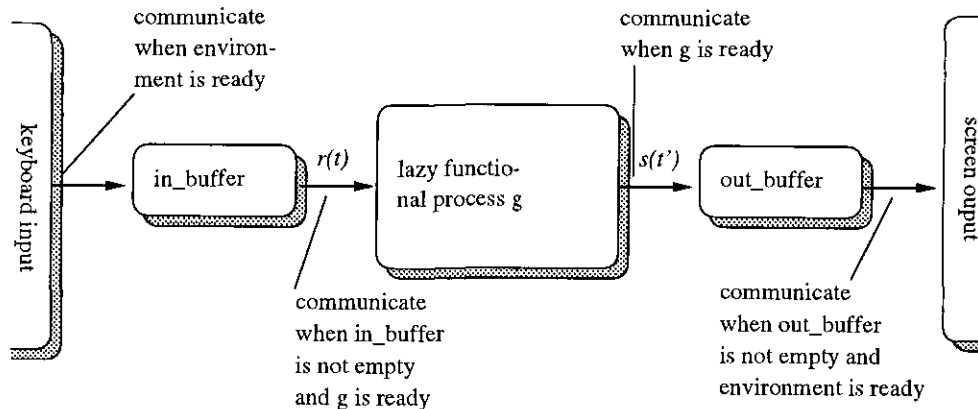 communicate
when environ-
ment is ready
keyboard input
in_buffer
r(t)
communicate
when in_buffer
is not empty
and g is ready
lazy functio-
nal process g
communicate
when g is ready
s(t')
out_buffer
communicate
when out_buffer
is not empty and
environment is ready
screen ouput